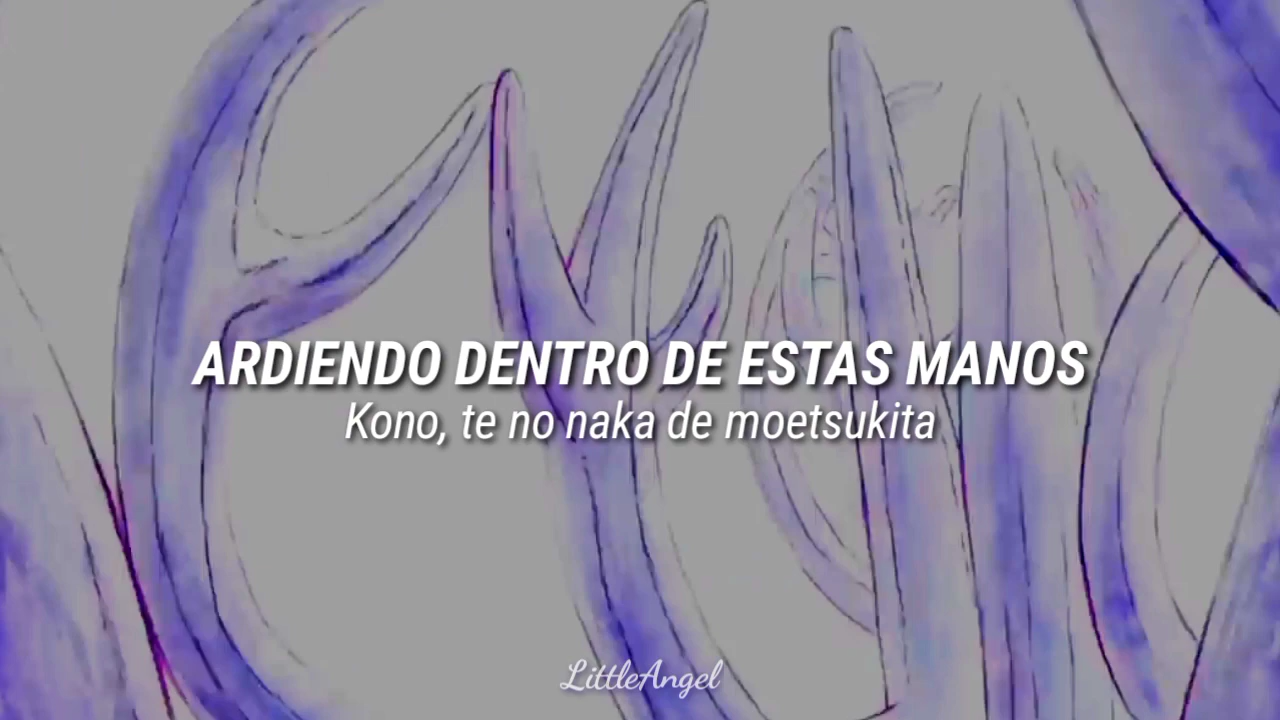 ARDIENDO DENTRO DE ESTAS MANOS
Kono, te no naka de moetsukita
LittleAngel